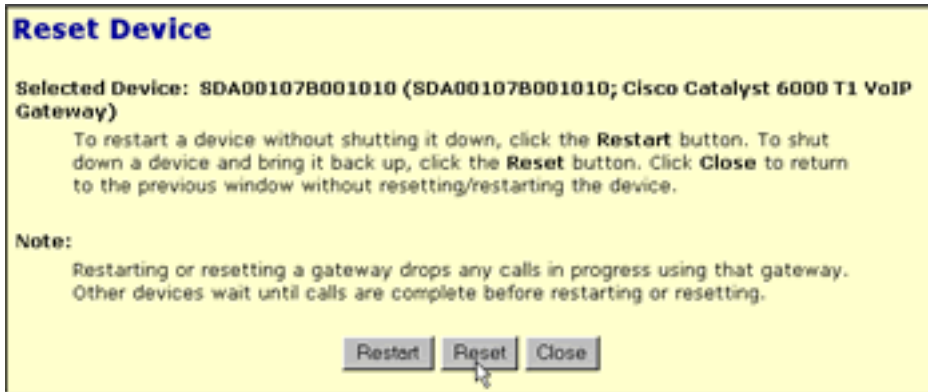 Reset Device
Selected Device: SDA00107B001010 (SDA00107B001010; Cisco Catalyst 6000 T1 VoIP
Gateway)
To restart a device without shutting it down, click the Restart button. To shut
down a device and bring it back up, click the Reset button. Click Close to return
to the previous window without resetting/restarting the device.
Note:
Restarting or resetting a gateway drops any calls in progress using that gateway.
Other devices wait until calls are complete before restarting or resetting.
Restart Reset Close